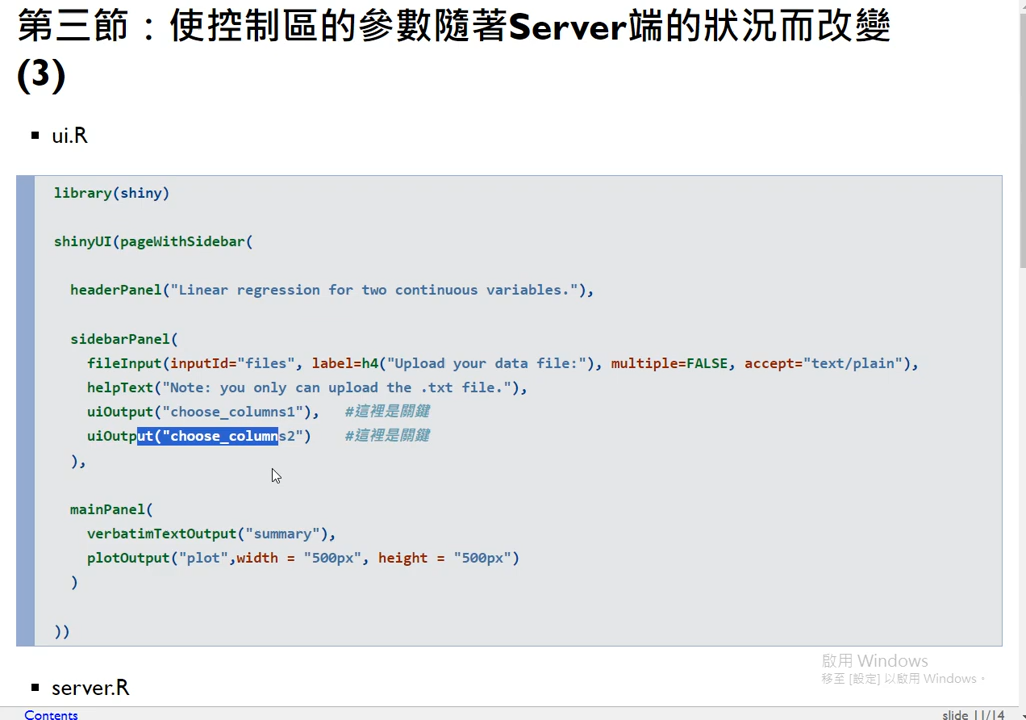 第三節：使控制區的參數隨著Server端的狀況而改變
(3)
▪ ui.R
library(shiny)
shinyUI(pageWithSidebar(
headerPanel("Linear regression for two continuous variables."),
sidebarPanel(
fileInput(inputId="files", label=h4("Upload your data file:"), multiple=FALSE, accept="text/plain"),
helpText("Note: you only can upload the .txt file."),
uiOutput("choose_columns1"), #這裡是關鍵
uiOutput("choose_columns2") #這裡是關鍵
),
mainPanel(
verbatimTextOutput("summary"),
plotOutput("plot",width = "500px", height = "500px")
)
))
啟用 Windows
移至 [設定] 以啟用 Windows。
▪ server.R
Contents slide 11/14